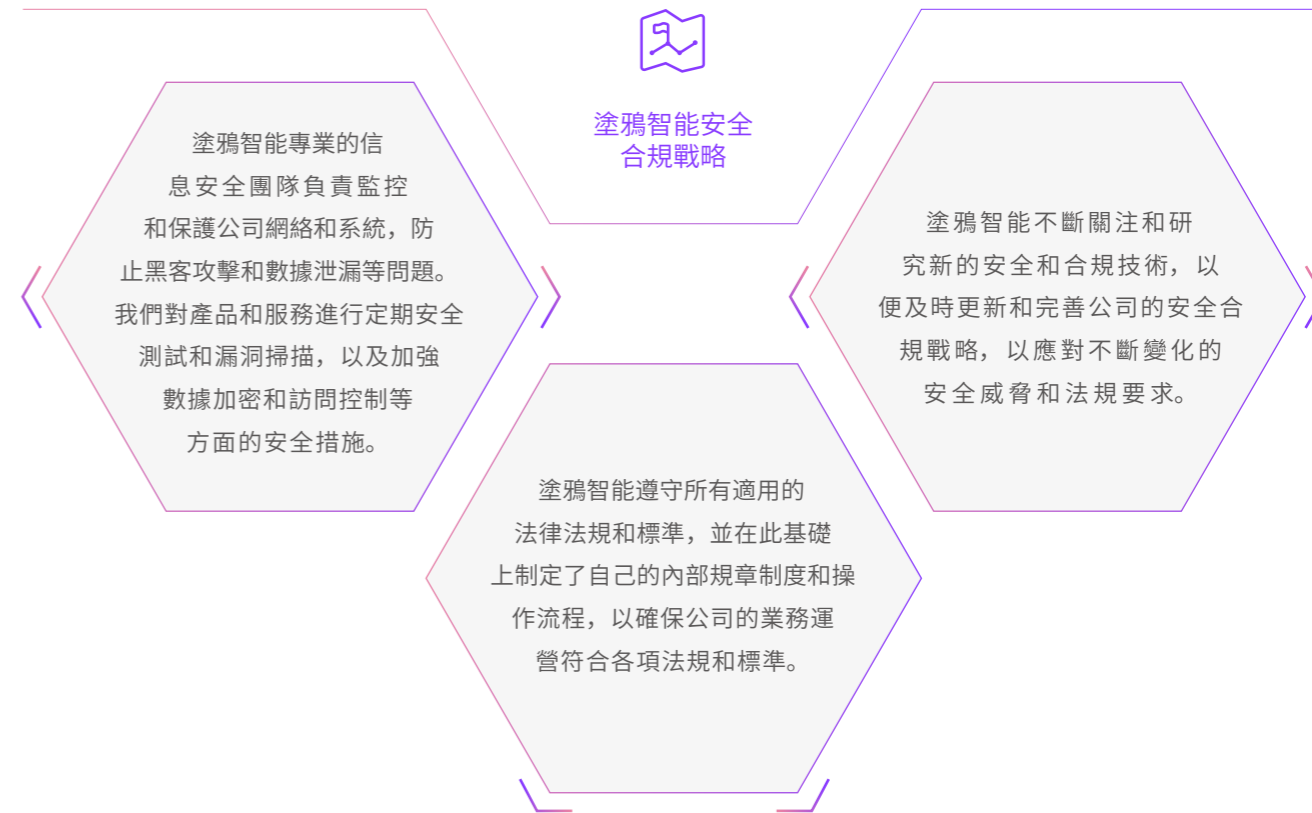 塗鴉智能安全
合規戰略
塗鴉智能專業的信
息安全團隊負責監控
和保護公司網絡和系統，防
止黑客攻擊和數據泄漏等問題。
我們對產品和服務進行定期安全
測試和漏洞掃描，以及加強
數據加密和訪問控制等
方面的安全措施。
塗鴉智能遵守所有適用的
法律法規和標準，並在此基礎
上制定了自己的內部規章制度和操
作流程，以確保公司的業務運
營符合各項法規和標準。
塗鴉智能不斷關注和研
究新的安全和合規技術，以
便及時更新和完善公司的安全合
規戰略，以應對不斷變化的
安全威脅和法規要求。